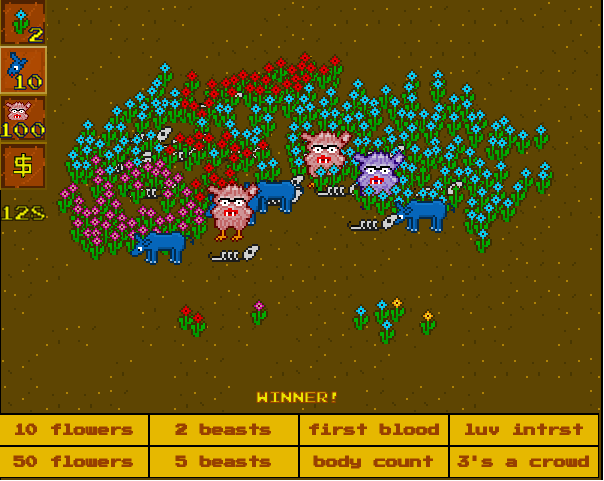 2
10
100
$
128
WINNER!
10 flowers 2 beasts first blood luv intrst
50 flowers 5 beasts body count 3's a crowd